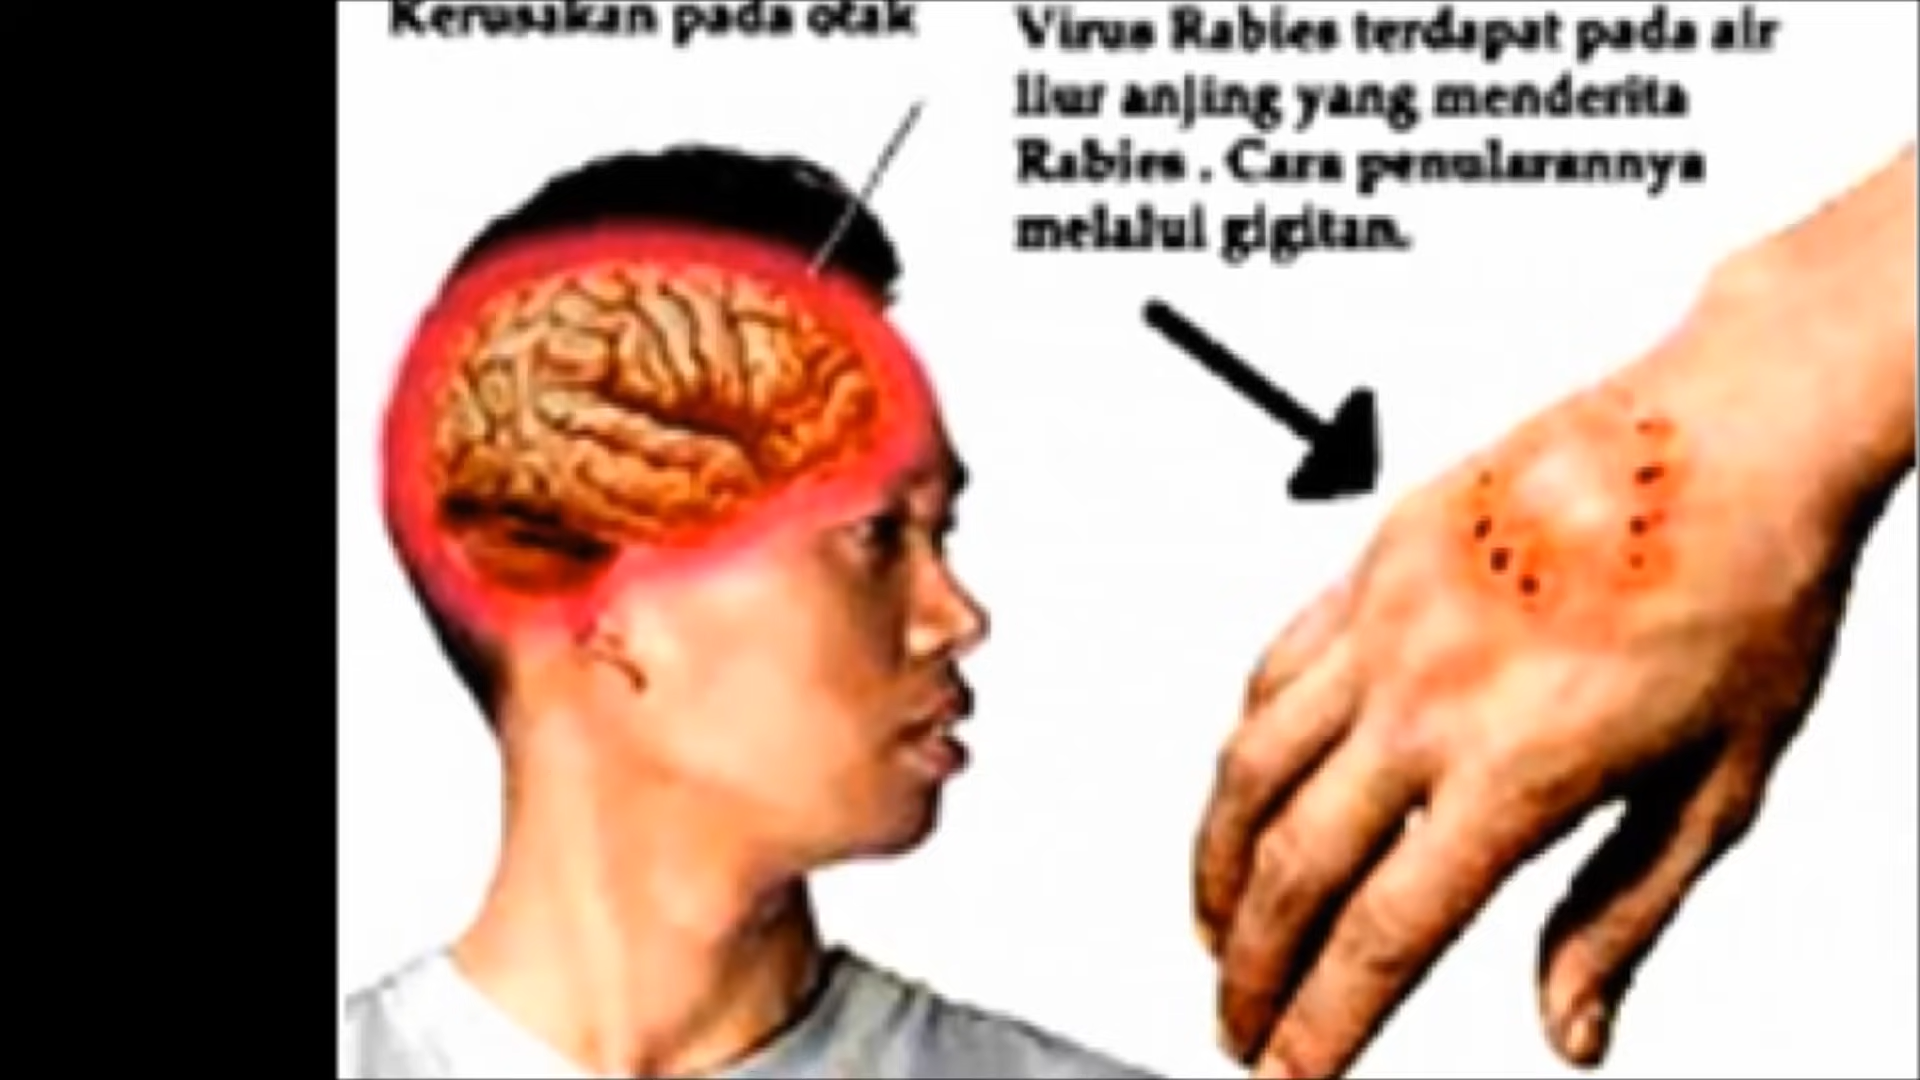 Kerusakan pada otak
Virus Rabies terdapat pada air
liur anjing yang menderita
Rabies . Cara penularannya
melalui gigitan.